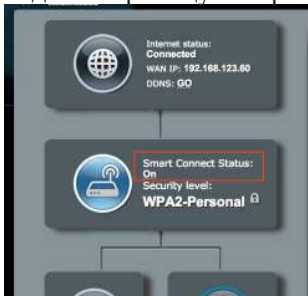 Internet status:
Connected
WAN IP: 192.168.123.60
DDNS: GO
Smart Connect Status:
On
Security level:
WPA2-Personal